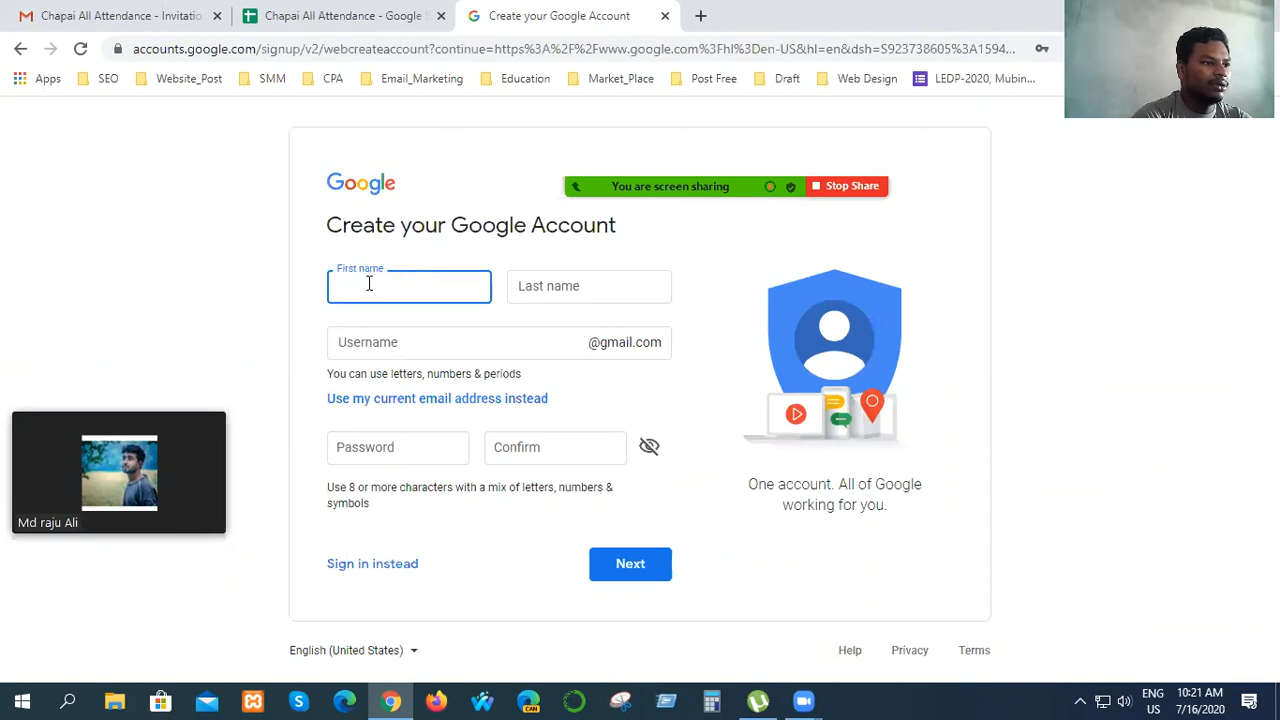 Chapai All Attendance - Invitatio
Chapai All Attendance - Google
Create your Google Account
accounts.google.com/signup/v2/webcreateaccount?continue=https%3A%2F%2Fwww.google.com%3Fhl%3Den-US&hl=en&dsh=S923738605%3A1594...
Apps
SEO
Website_Post
SMM
CPA
Email_Marketing
Education
Market_Place
Post Free
Draft
Web Design
LEDP-2020, Mubin...
Google
You are screen sharing
Stop Share
Create your Google Account
First name
Last name
Username
@gmail.com
You can use letters, numbers & periods
Use my current email address instead
Password
Confirm
Use 8 or more characters with a mix of letters, numbers &
symbols
One account. All of Google
working for you.
Md raju Ali
Sign in instead
Next
English (United States)
Help
Privacy
Terms
CAN
ENG
US
10:21 AM
7/16/2020